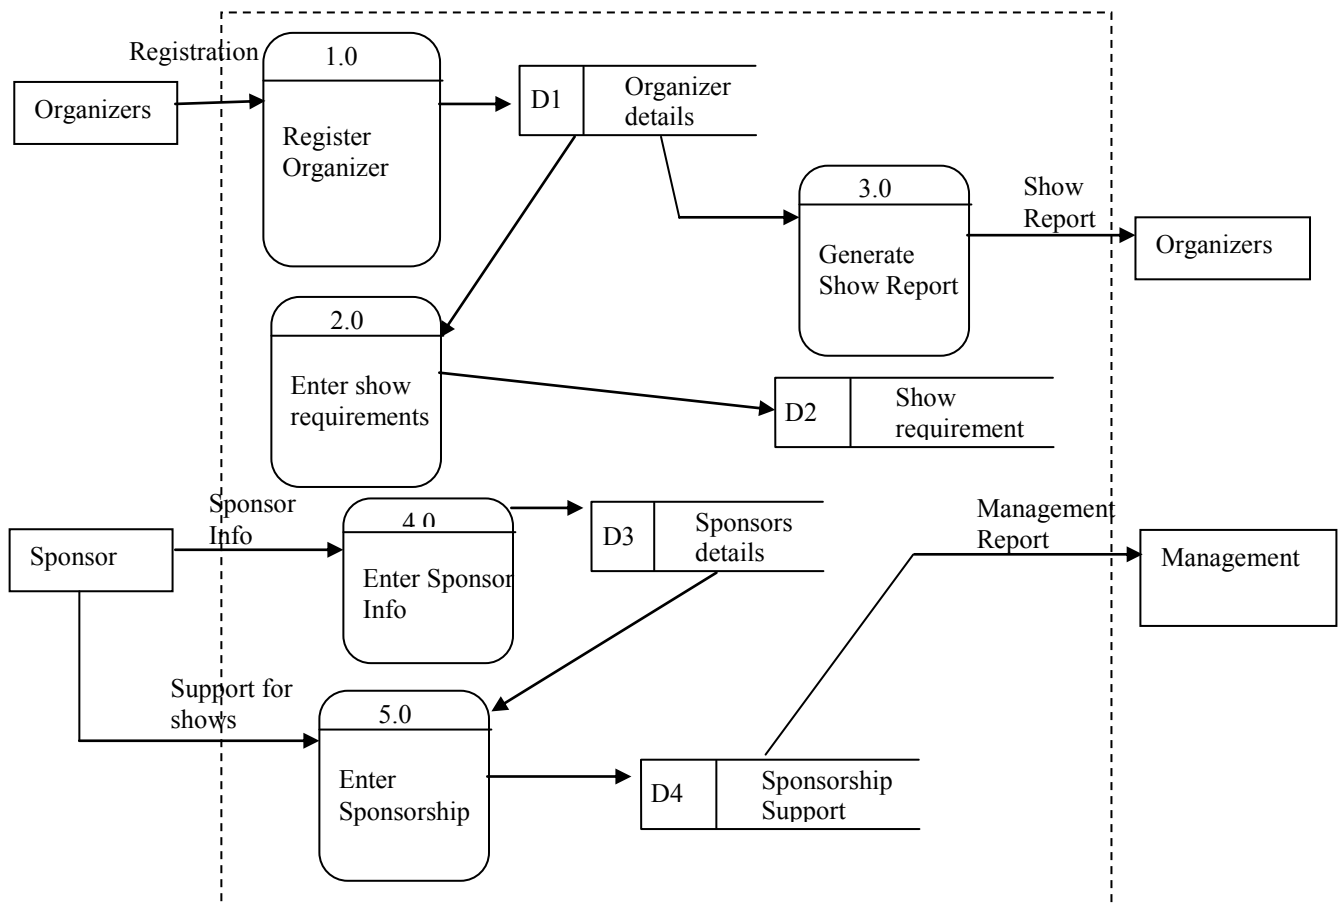 Registration
1.0
Organizers
Register
Organizer
D1
Organizer
details
3.0
Generate
Show Report
Show
Report
Organizers
2.0
Enter show
requirements
D2
Show
requirement
Sponsor
Info
Sponsor
4.0
Enter Sponsor
Info
D3
Sponsors
details
Management
Report
Management
Support for
shows
5.0
Enter
Sponsorship
D4
Sponsorship
Support